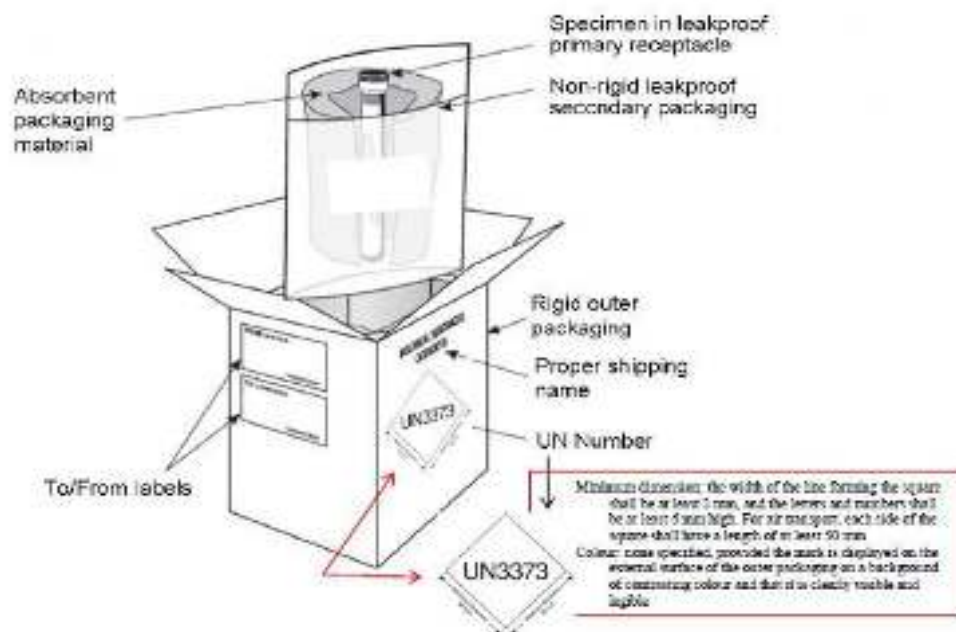 Specimen in leakproof
primary receptacle
Absorbent
packaging
material
Non-rigid leakproof
secondary packaging
Rigid outer
packaging
Proper shipping
name
UN3373
UN Number
To/From labels
Minimum dimension: the width of the line forming the square
shall be at least 2 mm, and the letters and numbers shall
be at least 6 mm high. For air transport, each side of the
square shall have a length of at least 50 mm
Colour: none specified, provided the mark is displayed on the
external surface of the outer packaging on a background
of contrasting colour and that it is clearly visible and
legible
UN3373